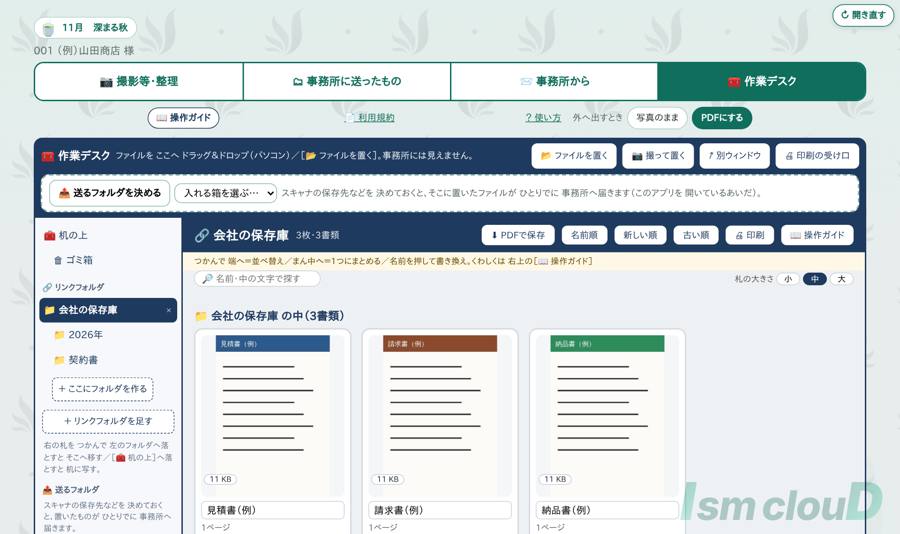 開き直す
11月 深まる秋
001 (例)山田商店 様
撮影等・整理
事務所に送ったもの
事務所から
作業デスク
操作ガイド
利用規約
? 使い方
外へ出すとき
写真のまま
PDFにする
作業デスク ファイルを ここへ ドラッグ&ドロップ(パソコン)/[📂 ファイルを置く]。事務所には見えません。
ファイルを置く
撮って置く
別ウィンドウ
印刷の受け口
送るフォルダを決める
入れる箱を選ぶ…
スキャナの保存先などを 決めておくと、そこに置いたファイルが ひとりでに 事務所へ届きます(このアプリを 開いているあいだ)。
机の上
ゴミ箱
リンクフォルダ
会社の保存庫 ×
2026年
契約書
+ ここにフォルダを作る
+ リンクフォルダを足す
右の札を つかんで 左のフォルダへ落
とすと そこへ移す/[🧰 机の上]へ落
とすと 机に写す。
送るフォルダ
スキャナの保存先などを 決めておく
と、置いたものが ひとりでに 事務所へ
届きます。
会社の保存庫 3枚・3書類
⬇ PDFで保存
名前順
新しい順
古い順
印刷
操作ガイド
つかんで 端へ=並べ替え/まん中へ=1つにまとめる/名前を押して書き換え。くわしくは 右上の[📖 操作ガイド]
名前・中の文字で探す
札の大きさ 小 中 大
会社の保存庫 の中(3書類)
見積書(例)
11 KB
見積書(例)
1ページ
請求書(例)
11 KB
請求書(例)
1ページ
納品書(例)
11 KB
納品書(例)
1ページ
Ism clouD